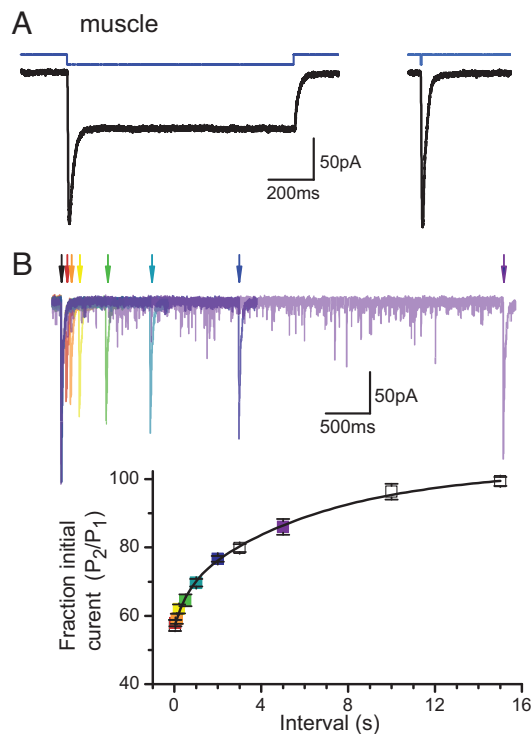 A muscle
50pA
200ms
B
50pA
500ms
Fraction initial
curent (P2/P1)
100
80
60
40
0 4 8 12 16
Interval (s)